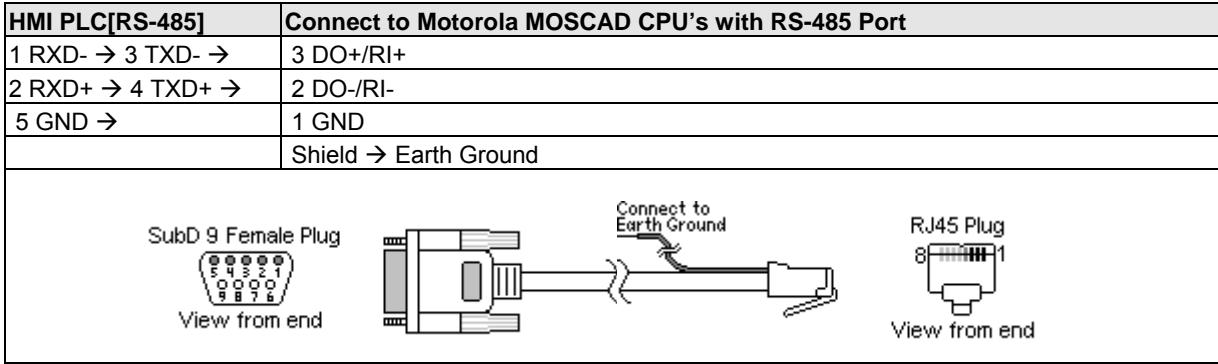 HMI PLC[RS-485] Connect to Motorola MOSCAD CPU's with RS-485 Port
1 RXD- → 3 TXD- → 3 DO+/RI+
2 RXD+ → 4 TXD+ → 2 DO-/RI-
5 GND → 1 GND
Shield → Earth Ground
Connect to
Earth Ground
SubD 9 Female Plug
5 4 3 2 1
9 8 7 6
View from end
RJ45 Plug
8 1
View from end